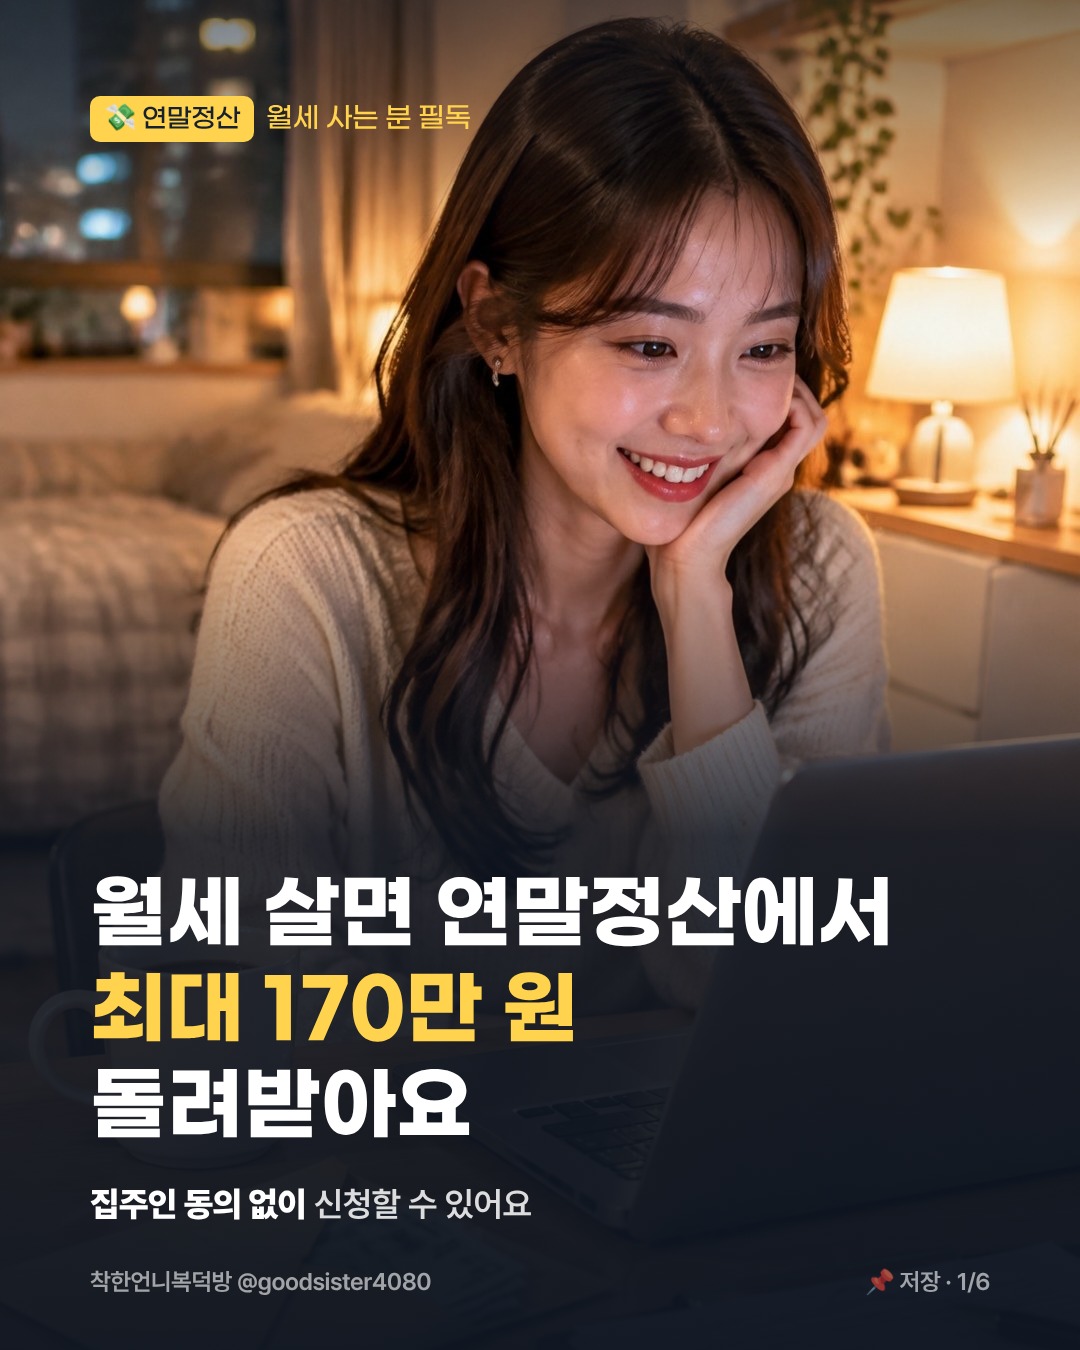 💸 연말정산 월세 사는 분 필독
월세 살면 연말정산에서
최대 170만 원
돌려받아요
집주인 동의 없이 신청할 수 있어요
착한언니복덕방 @goodsister4080
📌 저장 · 1/6